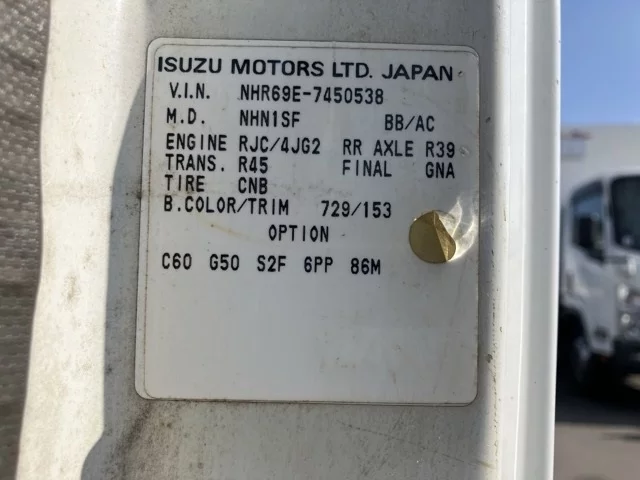 ISUZU MOTORS LTD. JAPAN
V.I.N. NHR69E-7450538
M.D. NHN1SF BB/AC
ENGINE RJC/4JG2 RR AXLE R39
TRANS. R45 FINAL GNA
TIRE CNB
B.COLOR/TRIM 729/153
OPTION
C60 G50 S2F 6PP 86M